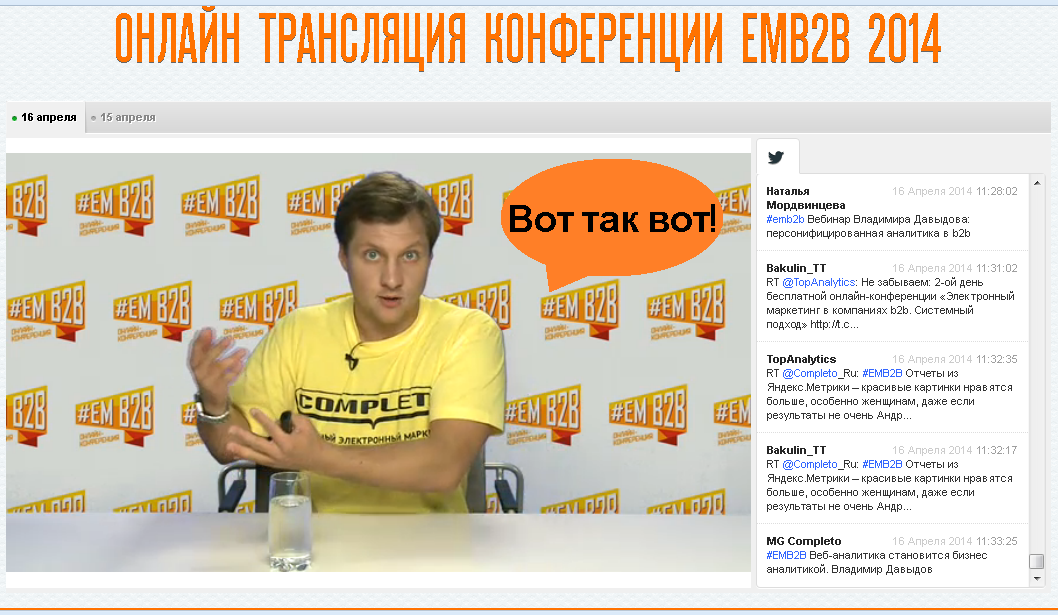 ОНЛАЙН ТРАНСЛЯЦИЯ КОНФЕРЕНЦИИ EMB2B 2014
16 апреля
15 апреля
#EM B2B
ОНЛАЙН-
КОНФЕРЕНЦИЯ
Вот так вот!
COMPLET
НЫЙ ЭЛЕКТРОННЫЙ МАРК
Наталья 16 Апреля 2014 11:28:02
Мордвинцева
#emb2b Вебинар Владимира Давыдова:
персонифицированная аналитика в b2b
Bakulin_TT 16 Апреля 2014 11:31:02
RT @TopAnalytics: Не забываем: 2-ой день
бесплатной онлайн-конференции «Электронный
маркетинг в компаниях b2b. Системный
подход» http://t.c...
TopAnalytics 16 Апреля 2014 11:32:35
RT @Completo_Ru: #EMB2B Отчеты из
Яндекс.Метрики – красивые картинки нравятся
больше, особенно женщинам, даже если
результаты не очень Андр...
Bakulin_TT 16 Апреля 2014 11:32:17
RT @Completo_Ru: #EMB2B Отчеты из
Яндекс.Метрики – красивые картинки нравятся
больше, особенно женщинам, даже если
результаты не очень Андр...
MG Completo 16 Апреля 2014 11:33:25
#EMB2B Веб-аналитика становится бизнес
аналитикой. Владимир Давыдов